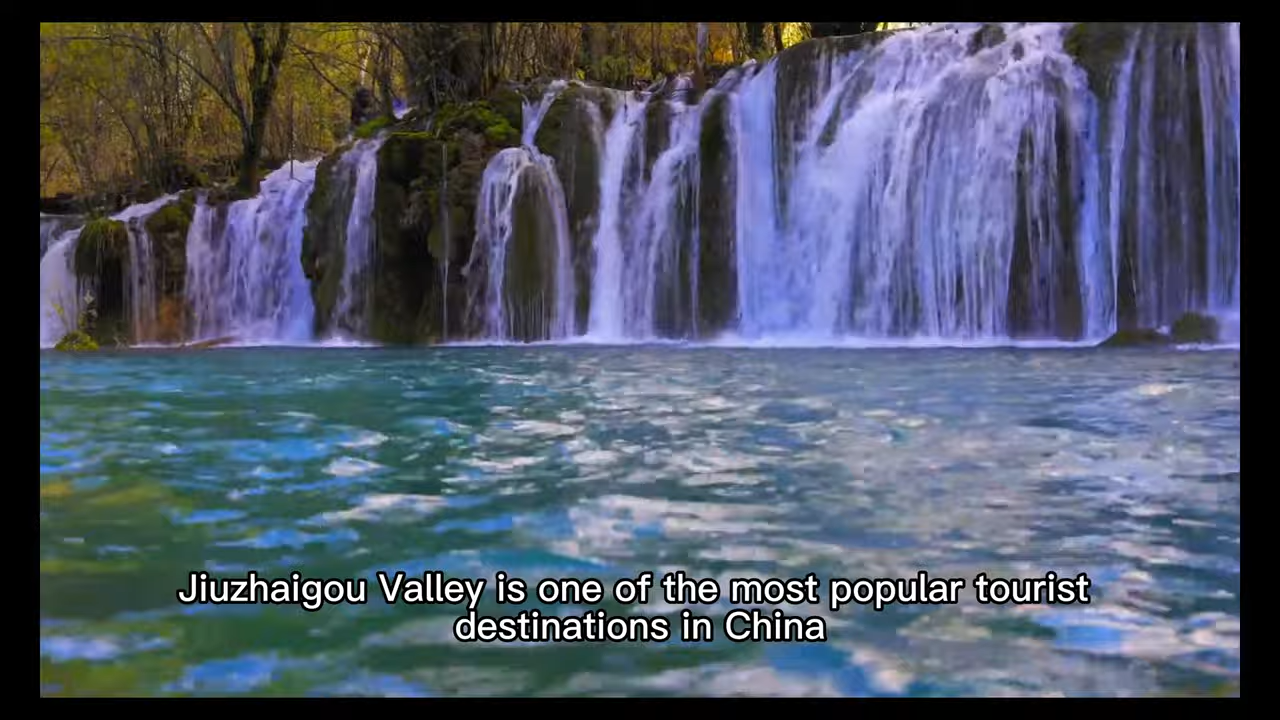 Jiuzhaigou Valley is one of the most popular tourist
destinations in China